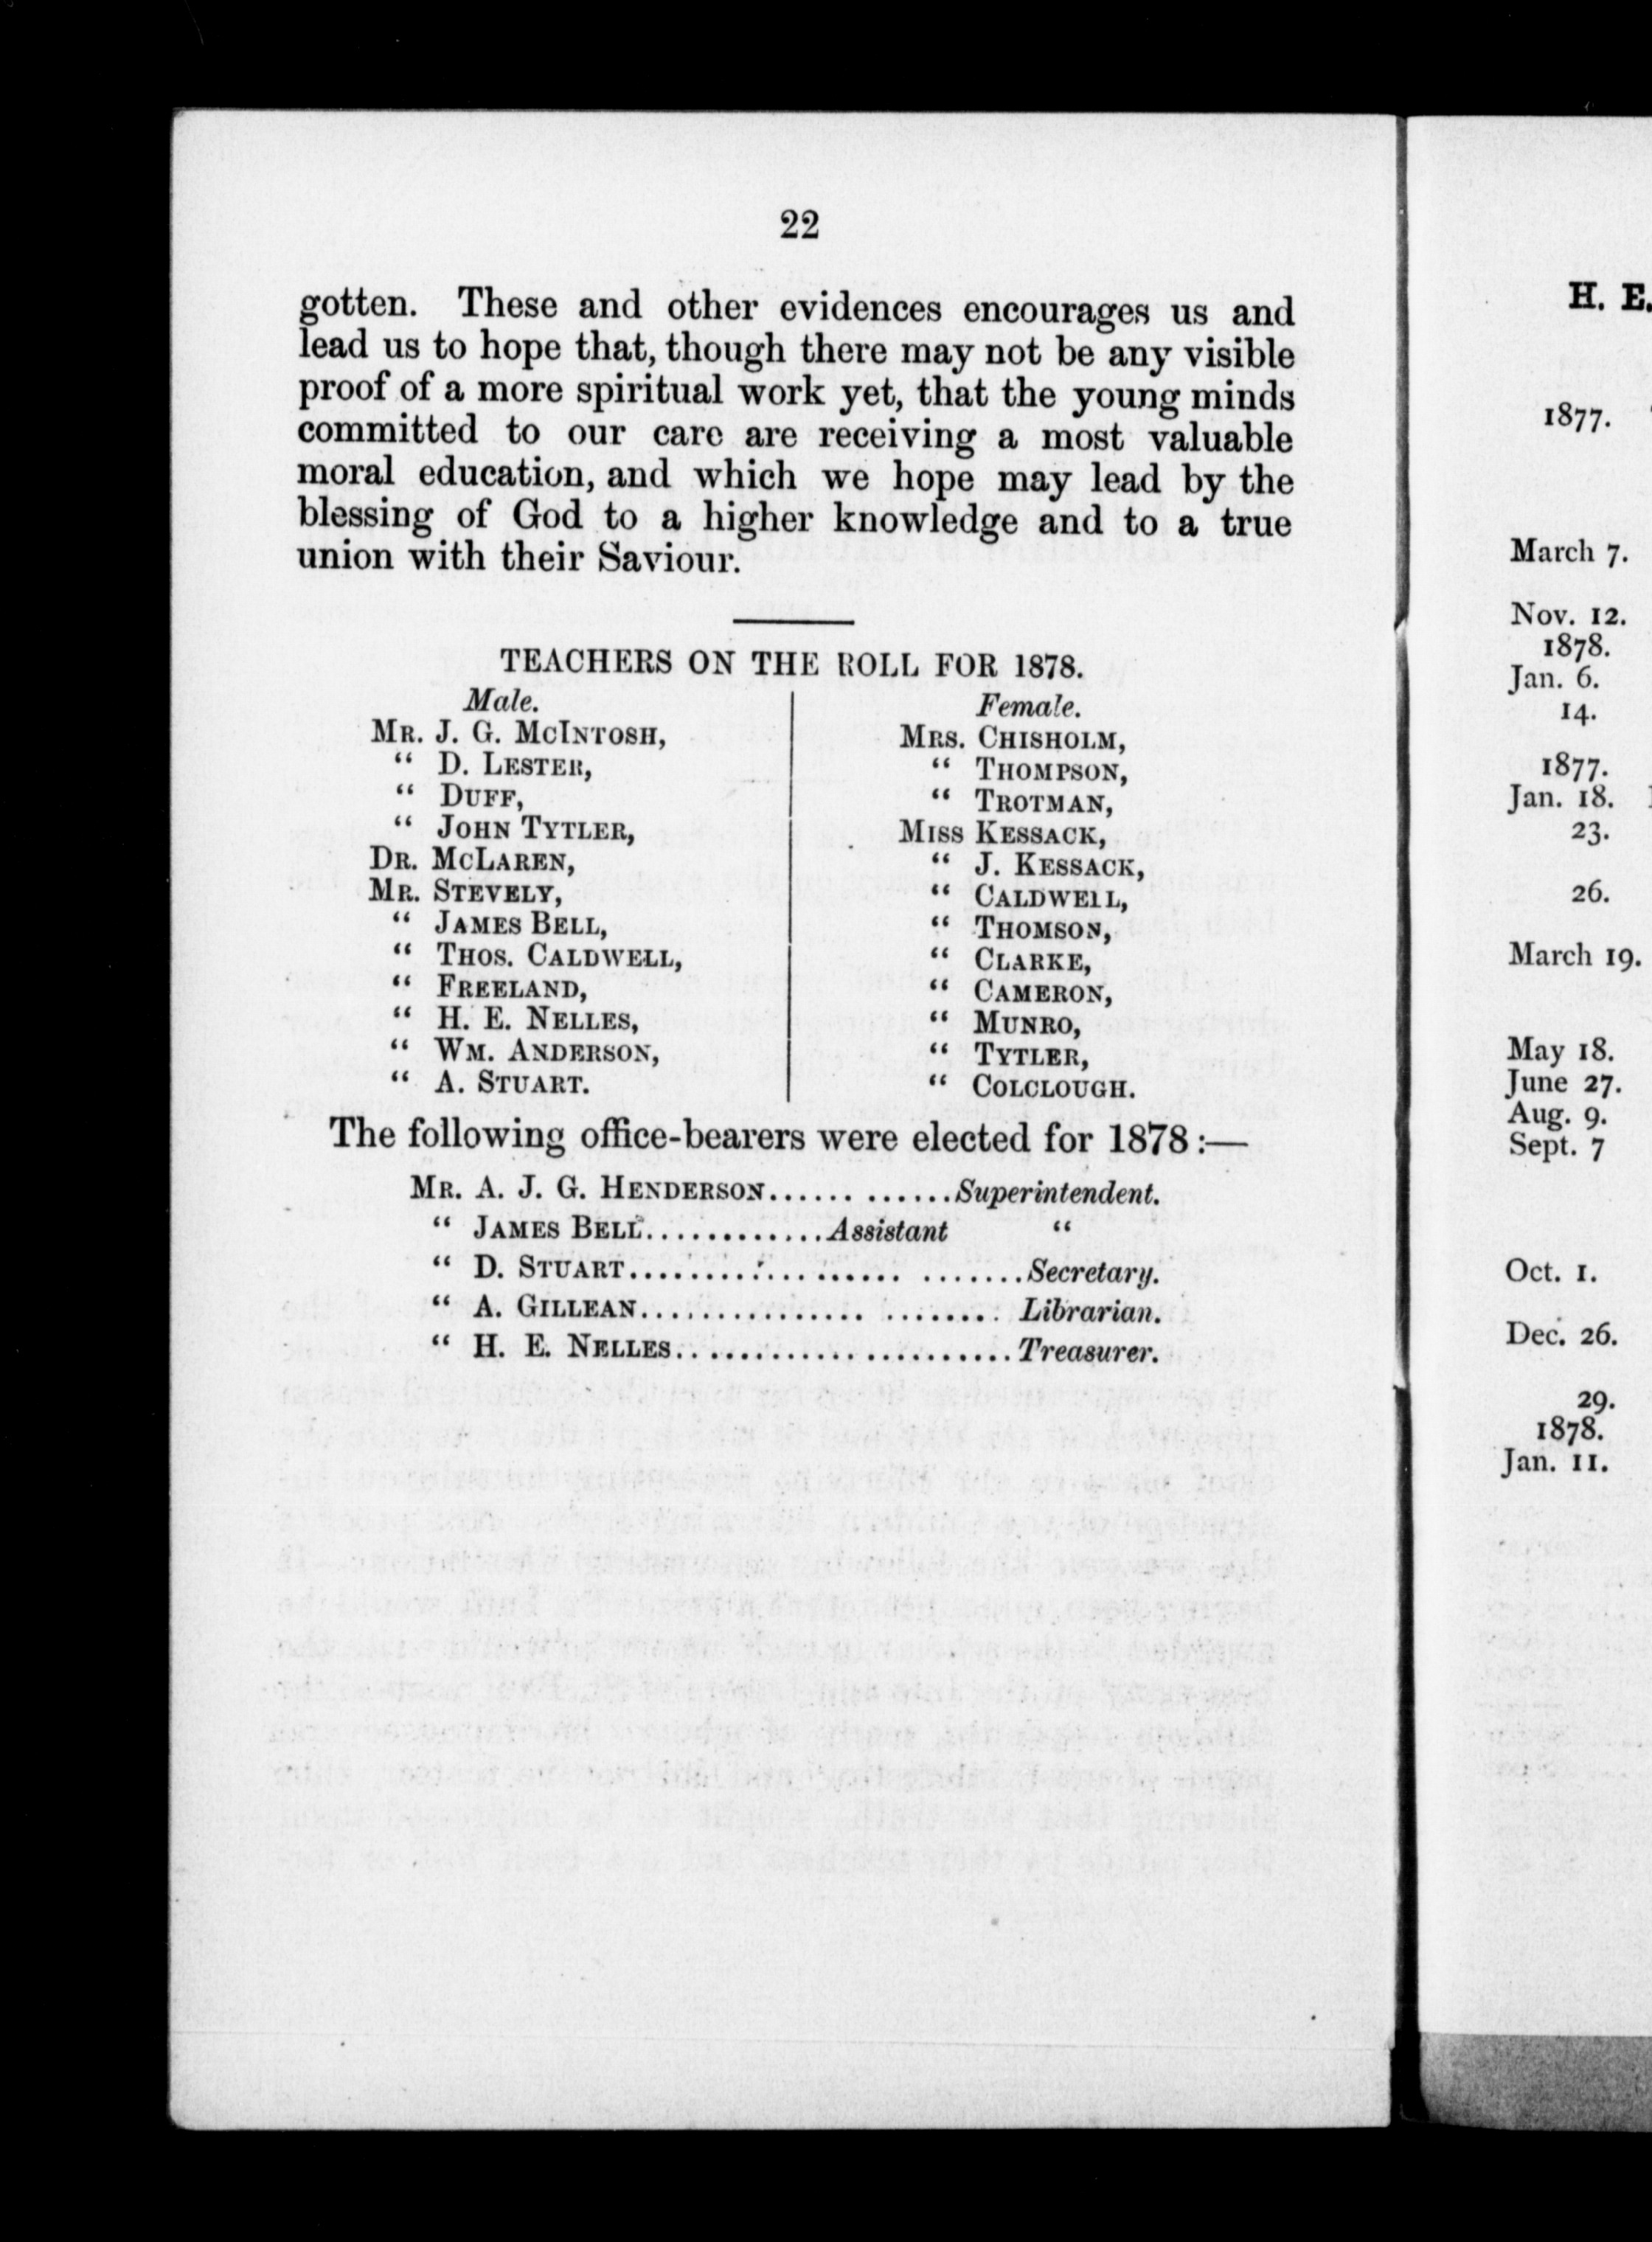 22
gotten. These and other evidences encourages us and
lead us to hope that, though there may not be any visible
proof of a more spiritual work yet, that the young minds
committed to our care are receiving a most valuable
moral education, and which we hope may lead by the
blessing of God to a higher knowledge and to a true
union with their Saviour.
TEACHERS ON THE ROLL FOR 1878.
Male.
MR. J. G. MCINTOSH,
“ D. LESTER,
“ DUFF,
“ JOHN TYTLER,
DR. MCLAREN,
MR. STEVELY,
“ JAMES BELL,
“ THOS. CALDWELL,
“ FREELAND,
“ H. E. NELLES,
“ WM. ANDERSON,
“ A. STUART.
Female.
MRS. CHISHOLM,
“ THOMPSON,
“ TROTMAN,
MISS KESSACK,
“ J. KESSACK,
“ CALDWELL,
“ THOMSON,
“ CLARKE,
“ CAMERON,
“ MUNRO,
“ TYTLER,
“ COLCLOUGH.
The following office-bearers were elected for 1878:—
MR. A. J. G. HENDERSON............Superintendent.
“ JAMES BELL.............Assistant “
“ D. STUART............................Secretary.
“ A. GILLEAN......................... Librarian.
“ H. E. NELLES........................Treasurer.
H. E.
1877.
March 7.
Nov. 12.
1878.
Jan. 6.
14.
1877.
Jan. 18.
23.
26.
March 19.
May 18.
June 27.
Aug. 9.
Sept. 7
Oct. 1.
Dec. 26.
29.
1878.
Jan. 11.